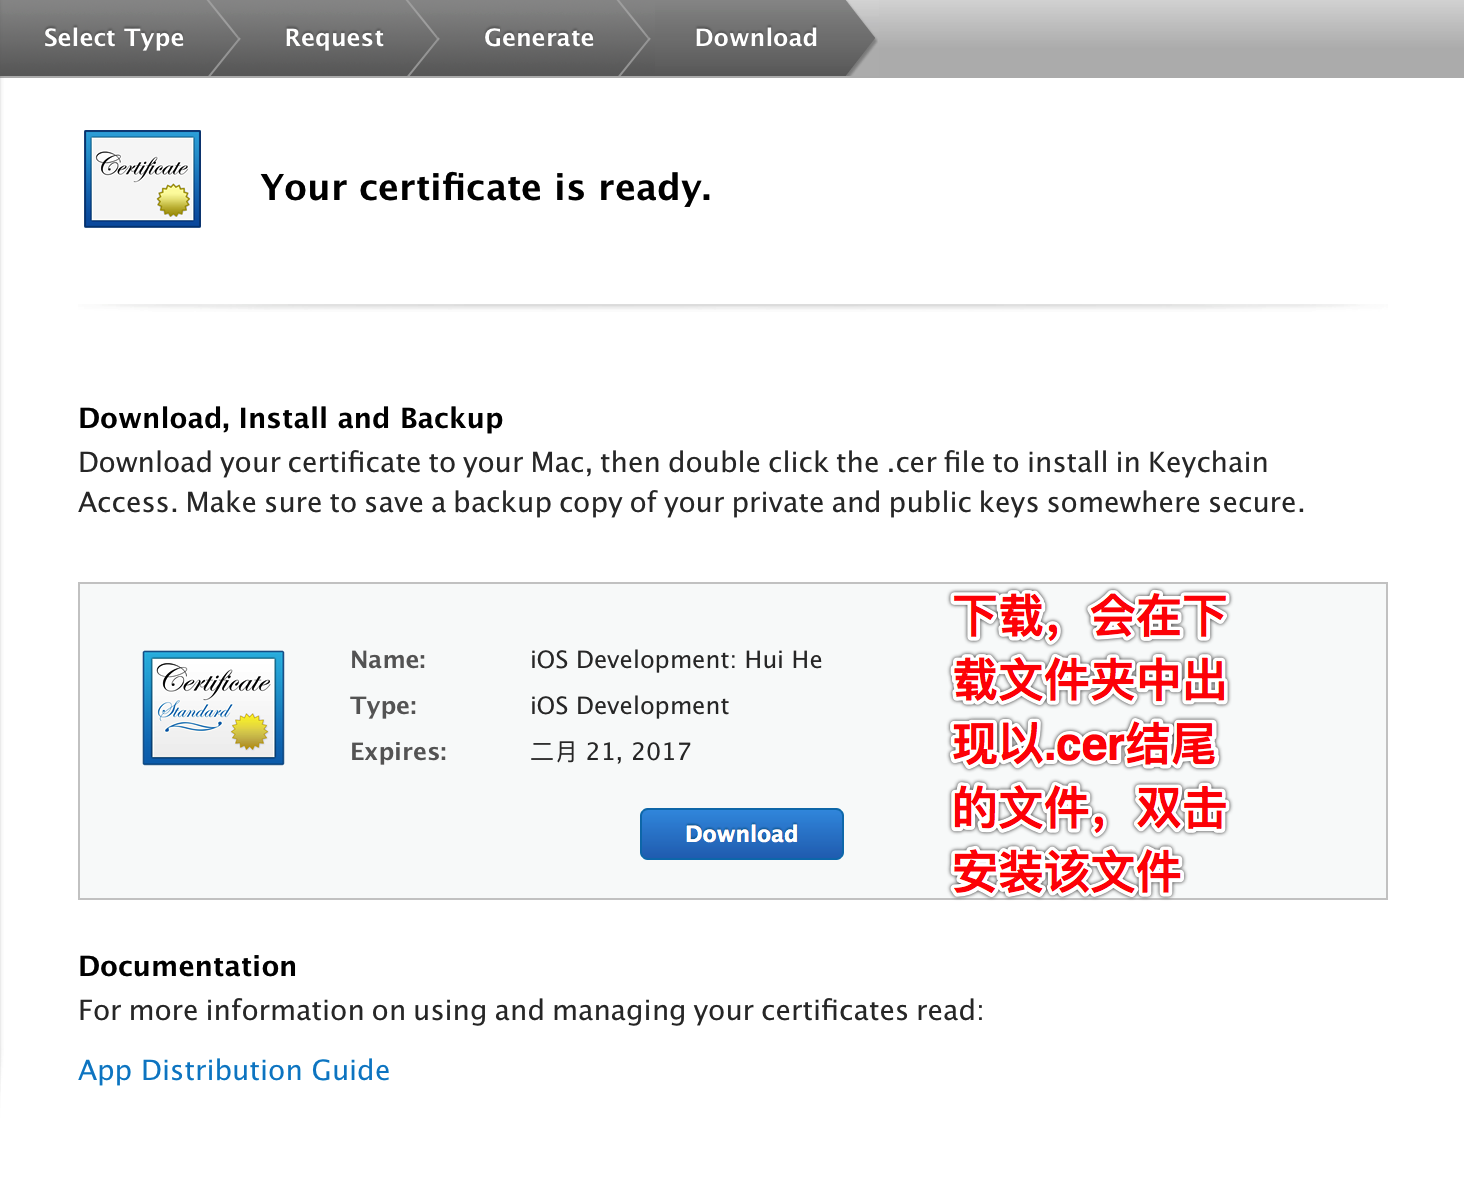 Select Type
Request
Generate
Download
Certificate
Your certificate is ready.
Download, Install and Backup
Download your certificate to your Mac, then double click the .cer file to install in Keychain
Access. Make sure to save a backup copy of your private and public keys somewhere secure.
Certificate
Standard
Name: iOS Development: Hui He
Type: iOS Development
Expires: 二月 21, 2017
Download
下载，会在下
载文件夹中出
现以.cer结尾
的文件，双击
安装该文件
Documentation
For more information on using and managing your certificates read:
App Distribution Guide